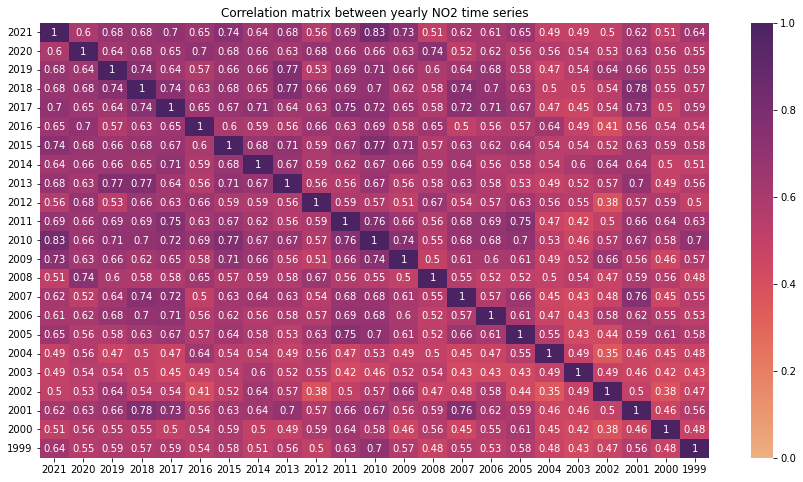 Correlation matrix between yearly NO2 time series
2021 1 0.6 0.68 0.68 0.7 0.65 0.74 0.64 0.68 0.56 0.69 0.83 0.73 0.51 0.62 0.61 0.65 0.49 0.49 0.5 0.62 0.51 0.64 1.0
2020 0.6 1 0.64 0.68 0.65 0.7 0.68 0.66 0.63 0.68 0.66 0.66 0.63 0.74 0.52 0.62 0.56 0.56 0.54 0.53 0.63 0.56 0.55
2019 0.68 0.64 1 0.74 0.64 0.57 0.66 0.66 0.77 0.53 0.69 0.71 0.66 0.6 0.64 0.68 0.58 0.47 0.54 0.64 0.66 0.55 0.59
2018 0.68 0.68 0.74 1 0.74 0.63 0.68 0.65 0.77 0.66 0.69 0.7 0.62 0.58 0.74 0.7 0.63 0.5 0.5 0.54 0.78 0.55 0.57
2017 0.7 0.65 0.64 0.74 1 0.65 0.67 0.71 0.64 0.63 0.75 0.72 0.65 0.58 0.72 0.71 0.67 0.47 0.45 0.54 0.73 0.5 0.59 0.8
2016 0.65 0.7 0.57 0.63 0.65 1 0.6 0.59 0.56 0.66 0.63 0.69 0.58 0.65 0.5 0.56 0.57 0.64 0.49 0.41 0.56 0.54 0.54
2015 0.74 0.68 0.66 0.68 0.67 0.6 1 0.68 0.71 0.59 0.67 0.77 0.71 0.57 0.63 0.62 0.64 0.54 0.54 0.52 0.63 0.59 0.58
2014 0.64 0.66 0.66 0.65 0.71 0.59 0.68 1 0.67 0.59 0.62 0.67 0.66 0.59 0.64 0.56 0.58 0.54 0.6 0.64 0.64 0.5 0.51
2013 0.68 0.63 0.77 0.77 0.64 0.56 0.71 0.67 1 0.56 0.56 0.67 0.56 0.58 0.63 0.58 0.53 0.49 0.52 0.57 0.7 0.49 0.56
2012 0.56 0.68 0.53 0.66 0.63 0.66 0.59 0.59 0.56 1 0.59 0.57 0.51 0.67 0.54 0.57 0.63 0.56 0.55 0.38 0.57 0.59 0.5 0.6
2011 0.69 0.66 0.69 0.69 0.75 0.63 0.67 0.62 0.56 0.59 1 0.76 0.66 0.56 0.68 0.69 0.75 0.47 0.42 0.5 0.66 0.64 0.63
2010 0.83 0.66 0.71 0.7 0.72 0.69 0.77 0.67 0.67 0.57 0.76 1 0.74 0.55 0.68 0.68 0.7 0.53 0.46 0.57 0.67 0.58 0.7
2009 0.73 0.63 0.66 0.62 0.65 0.58 0.71 0.66 0.56 0.51 0.66 0.74 1 0.5 0.61 0.6 0.61 0.49 0.52 0.66 0.56 0.46 0.57
2008 0.51 0.74 0.6 0.58 0.58 0.65 0.57 0.59 0.58 0.67 0.56 0.55 0.5 1 0.55 0.52 0.52 0.5 0.54 0.47 0.59 0.56 0.48 0.4
2007 0.62 0.52 0.64 0.74 0.72 0.5 0.63 0.64 0.63 0.54 0.68 0.68 0.61 0.55 1 0.57 0.66 0.45 0.43 0.48 0.76 0.45 0.55
2006 0.61 0.62 0.68 0.7 0.71 0.56 0.62 0.56 0.58 0.57 0.69 0.68 0.6 0.52 0.57 1 0.61 0.47 0.43 0.58 0.62 0.55 0.53
2005 0.65 0.56 0.58 0.63 0.67 0.57 0.64 0.58 0.53 0.63 0.75 0.7 0.61 0.52 0.66 0.61 1 0.55 0.43 0.44 0.59 0.61 0.58
2004 0.49 0.56 0.47 0.5 0.47 0.64 0.54 0.54 0.49 0.56 0.47 0.53 0.49 0.5 0.45 0.47 0.55 1 0.49 0.35 0.46 0.45 0.48
2003 0.49 0.54 0.54 0.5 0.45 0.49 0.54 0.6 0.52 0.55 0.42 0.46 0.52 0.54 0.43 0.43 0.43 0.49 1 0.49 0.46 0.42 0.43 0.2
2002 0.5 0.53 0.64 0.54 0.54 0.41 0.52 0.64 0.57 0.38 0.5 0.57 0.66 0.47 0.48 0.58 0.44 0.35 0.49 1 0.5 0.38 0.47
2001 0.62 0.63 0.66 0.78 0.73 0.56 0.63 0.64 0.7 0.57 0.66 0.67 0.56 0.59 0.76 0.62 0.59 0.46 0.46 0.5 1 0.46 0.56
2000 0.51 0.56 0.55 0.55 0.5 0.54 0.59 0.5 0.49 0.59 0.64 0.58 0.46 0.56 0.45 0.55 0.61 0.45 0.42 0.38 0.46 1 0.48
1999 0.64 0.55 0.59 0.57 0.59 0.54 0.58 0.51 0.56 0.5 0.63 0.7 0.57 0.48 0.55 0.53 0.58 0.48 0.43 0.47 0.56 0.48 1 0.0
2021 2020 2019 2018 2017 2016 2015 2014 2013 2012 2011 2010 2009 2008 2007 2006 2005 2004 2003 2002 2001 2000 1999